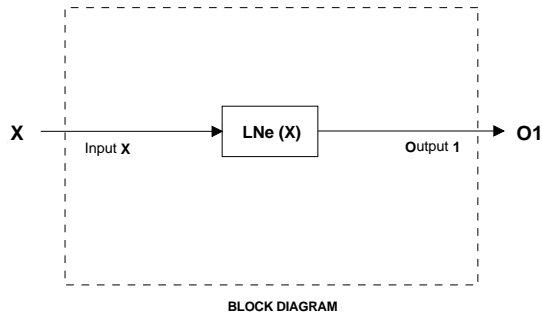 X
Input X
LNe (X)
Output 1
O1
BLOCK DIAGRAM